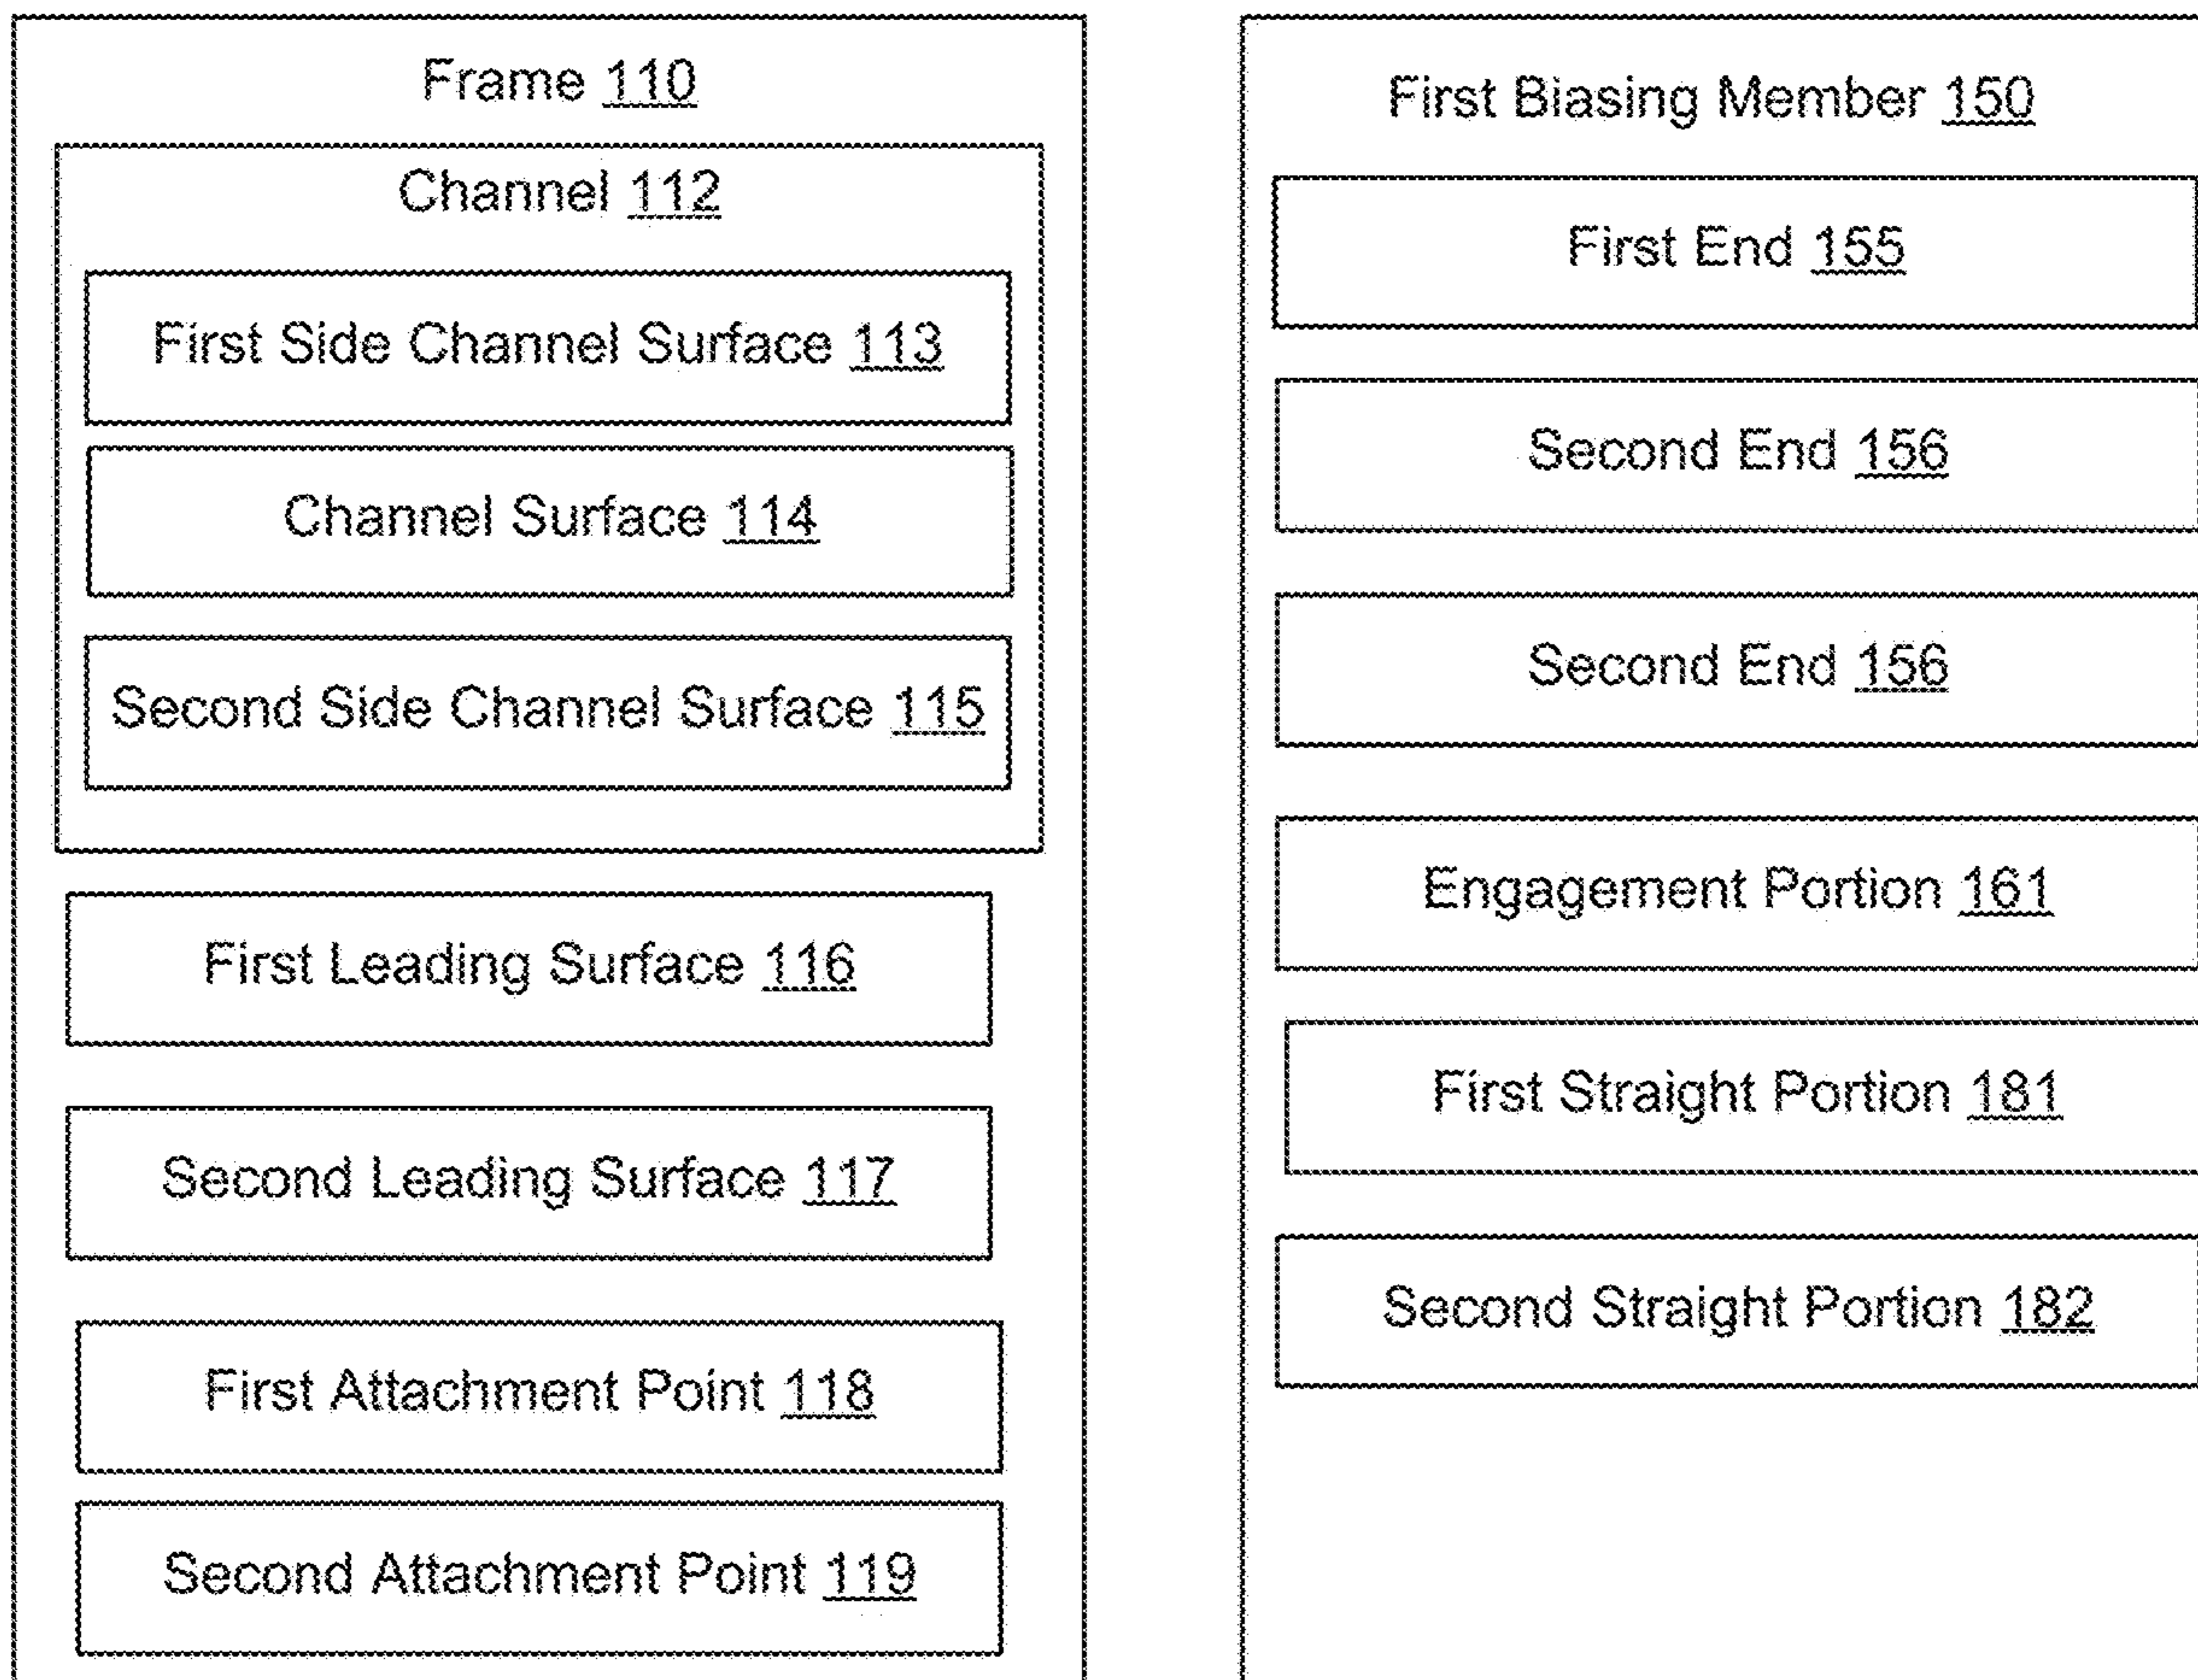 Frame 110
Channel 112
First Side Channel Surface 113
Channel Surface 114
Second Side Channel Surface 115
First Leading Surface 116
Second Leading Surface 117
First Attachment Point 118
Second Attachment Point 119
First Biasing Member 150
First End 155
Second End 156
Second End 156
Engagement Portion 161
First Straight Portion 181
Second Straight Portion 182